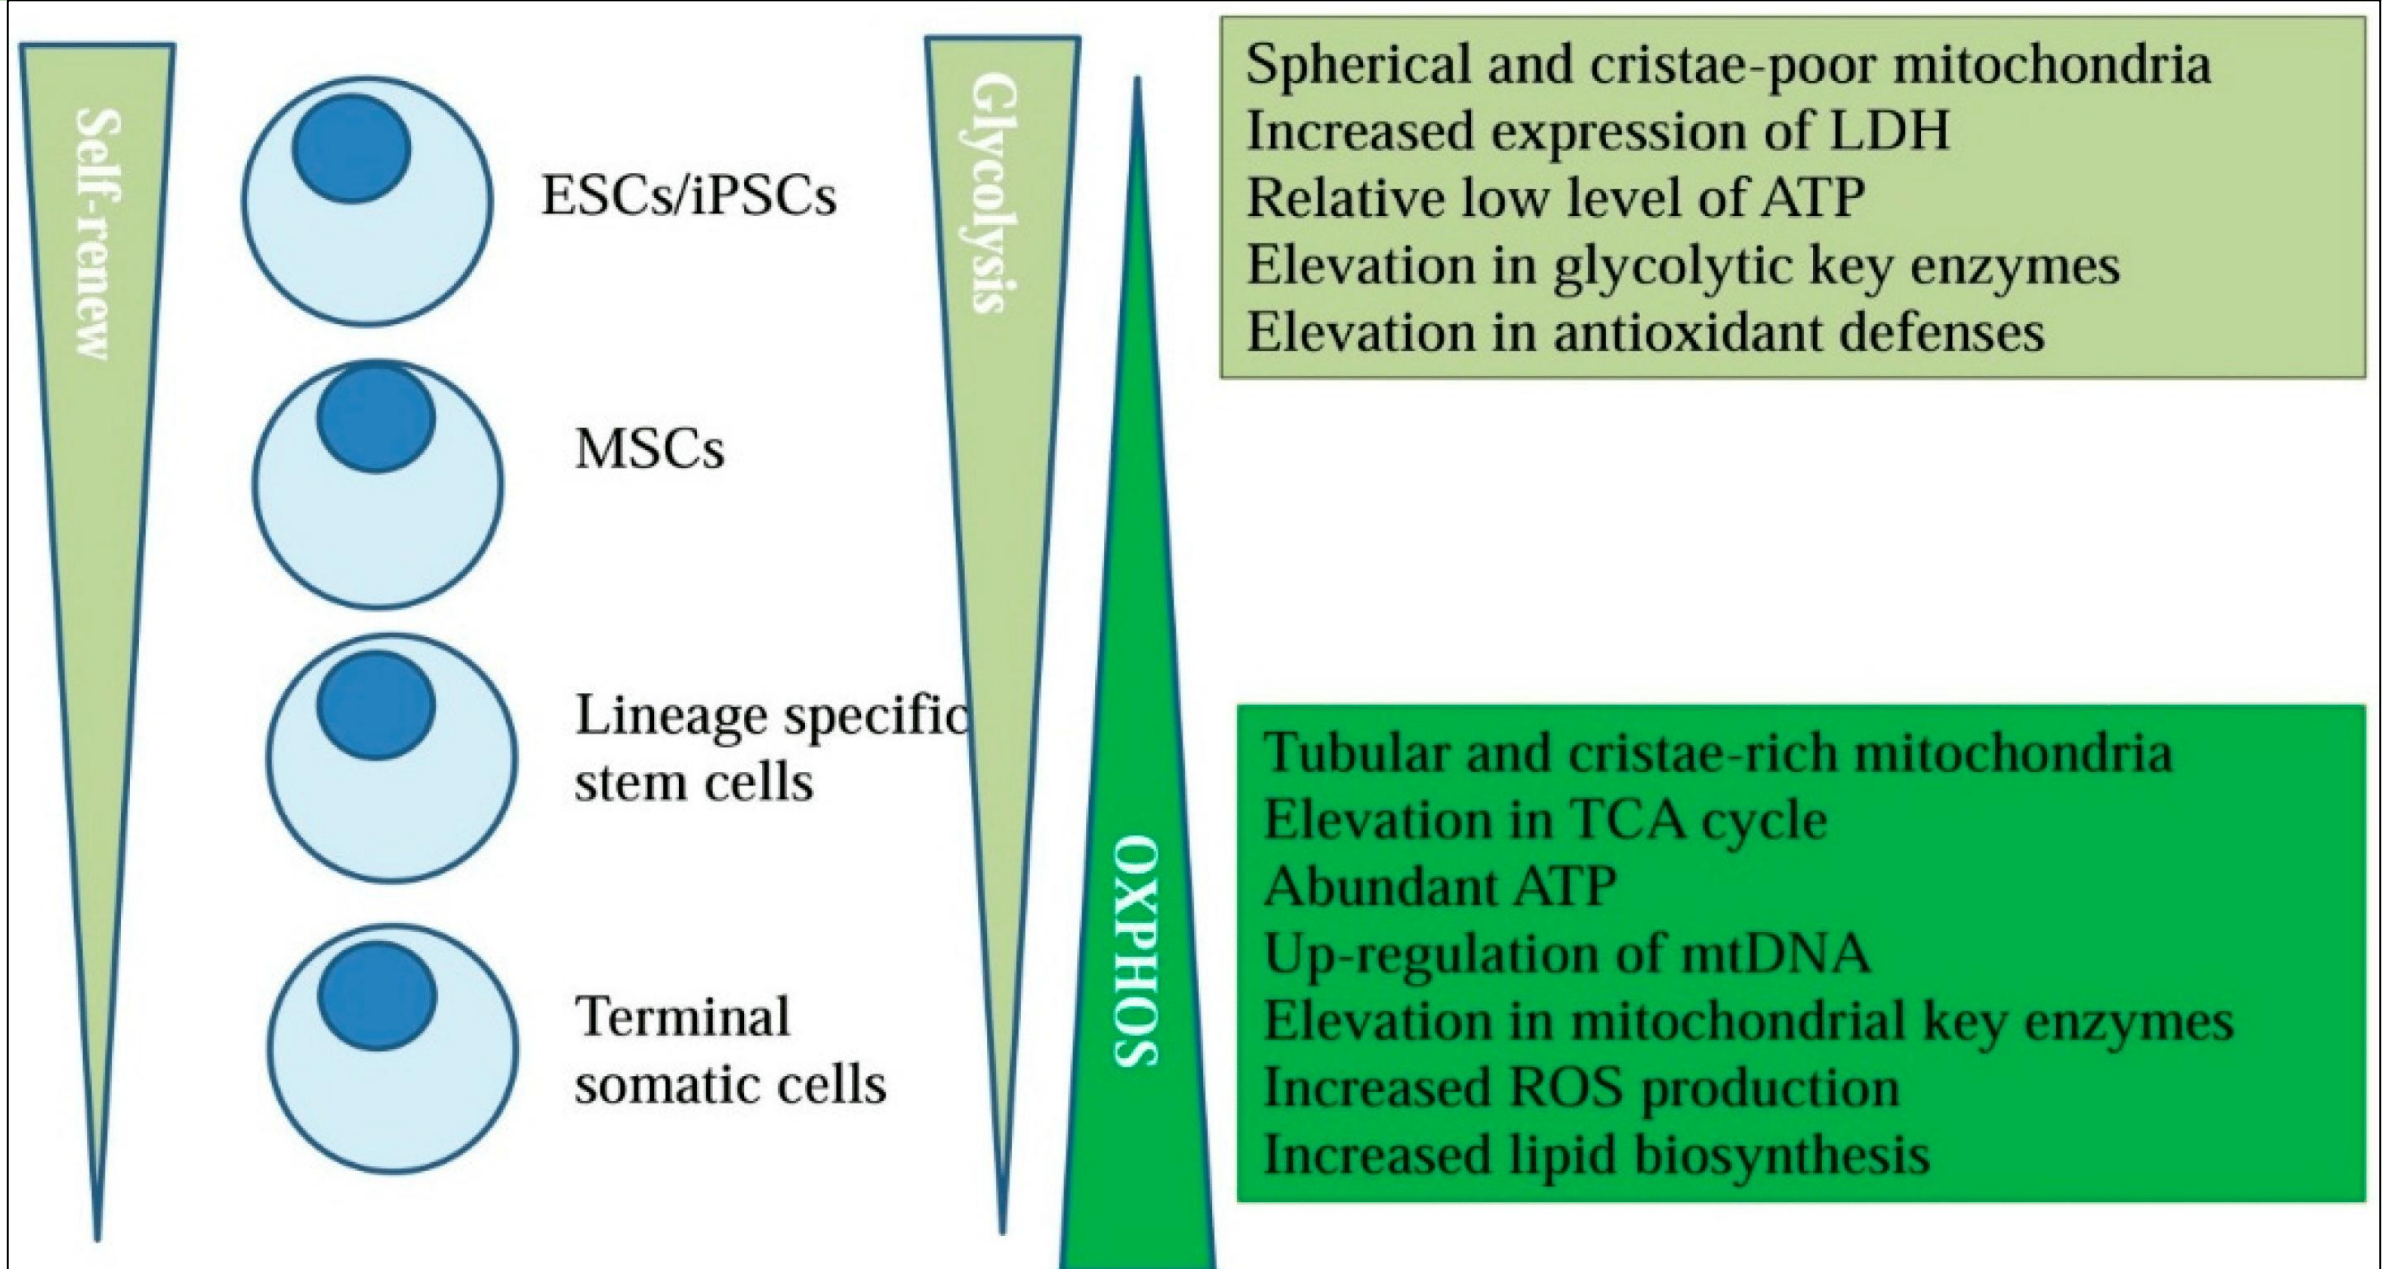 Self-renew
ESCs/iPSCs
MSCs
Lineage specific
stem cells
Terminal
somatic cells
Glycolysis
OXPHOS
Spherical and cristae-poor mitochondria
Increased expression of LDH
Relative low level of ATP
Elevation in glycolytic key enzymes
Elevation in antioxidant defenses
Tubular and cristae-rich mitochondria
Elevation in TCA cycle
Abundant ATP
Up-regulation of mtDNA
Elevation in mitochondrial key enzymes
Increased ROS production
Increased lipid biosynthesis